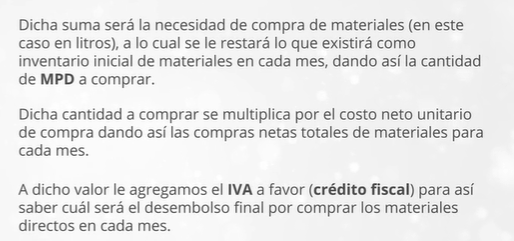 Dicha suma será la necesidad de compra de materiales (en este
caso en litros), a lo cual se le restará lo que existirá como
inventario inicial de materiales en cada mes, dando así la cantidad
de MPD a comprar.
Dicha cantidad a comprar se multiplica por el costo neto unitario
de compra dando así las compras netas totales de materiales para
cada mes.
A dicho valor le agregamos el IVA a favor (crédito fiscal) para así
saber cuál será el desembolso final por comprar los materiales
directos en cada mes.